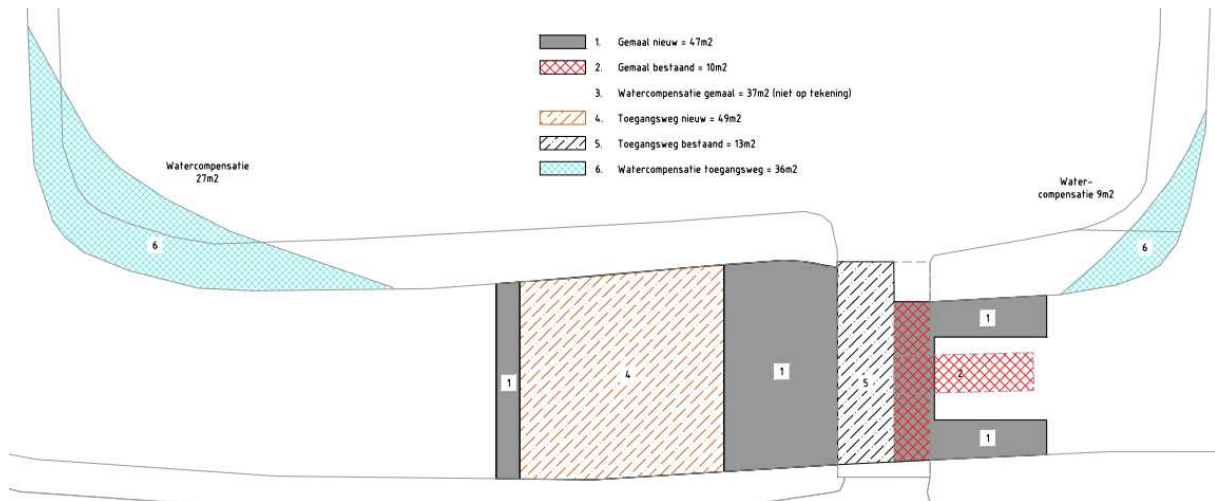 1. Gemaal nieuw = 47m2
2. Gemaal bestaand = 10m2
3. Watercompensatie gemaal = 37m2 (niet op tekening)
4. Toegangsweg nieuw = 49m2
5. Toegangsweg bestaand = 13m2
6. Watercompensatie toegangsweg = 36m2
Watercompensatie
27m2
Water-
compensatie 9m2
6
6
1
4
1
5
1
2
1